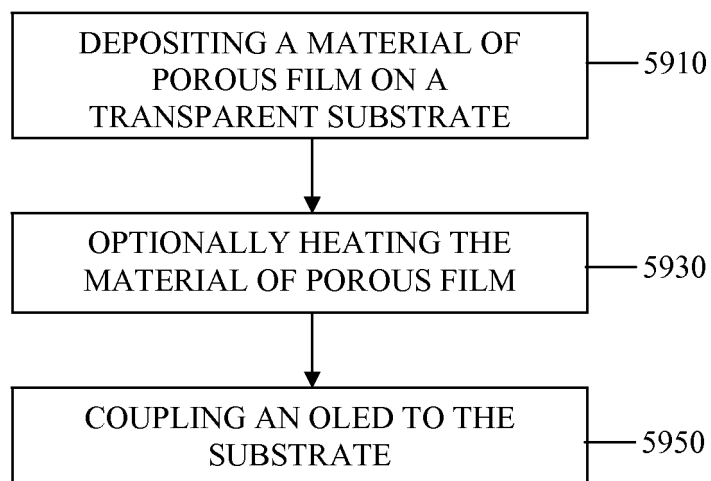 DEPOSITING A MATERIAL OF
POROUS FILM ON A
TRANSPARENT SUBSTRATE
5910
OPTIONALLY HEATING THE
MATERIAL OF POROUS FILM
5930
COUPLING AN OLED TO THE
SUBSTRATE
5950